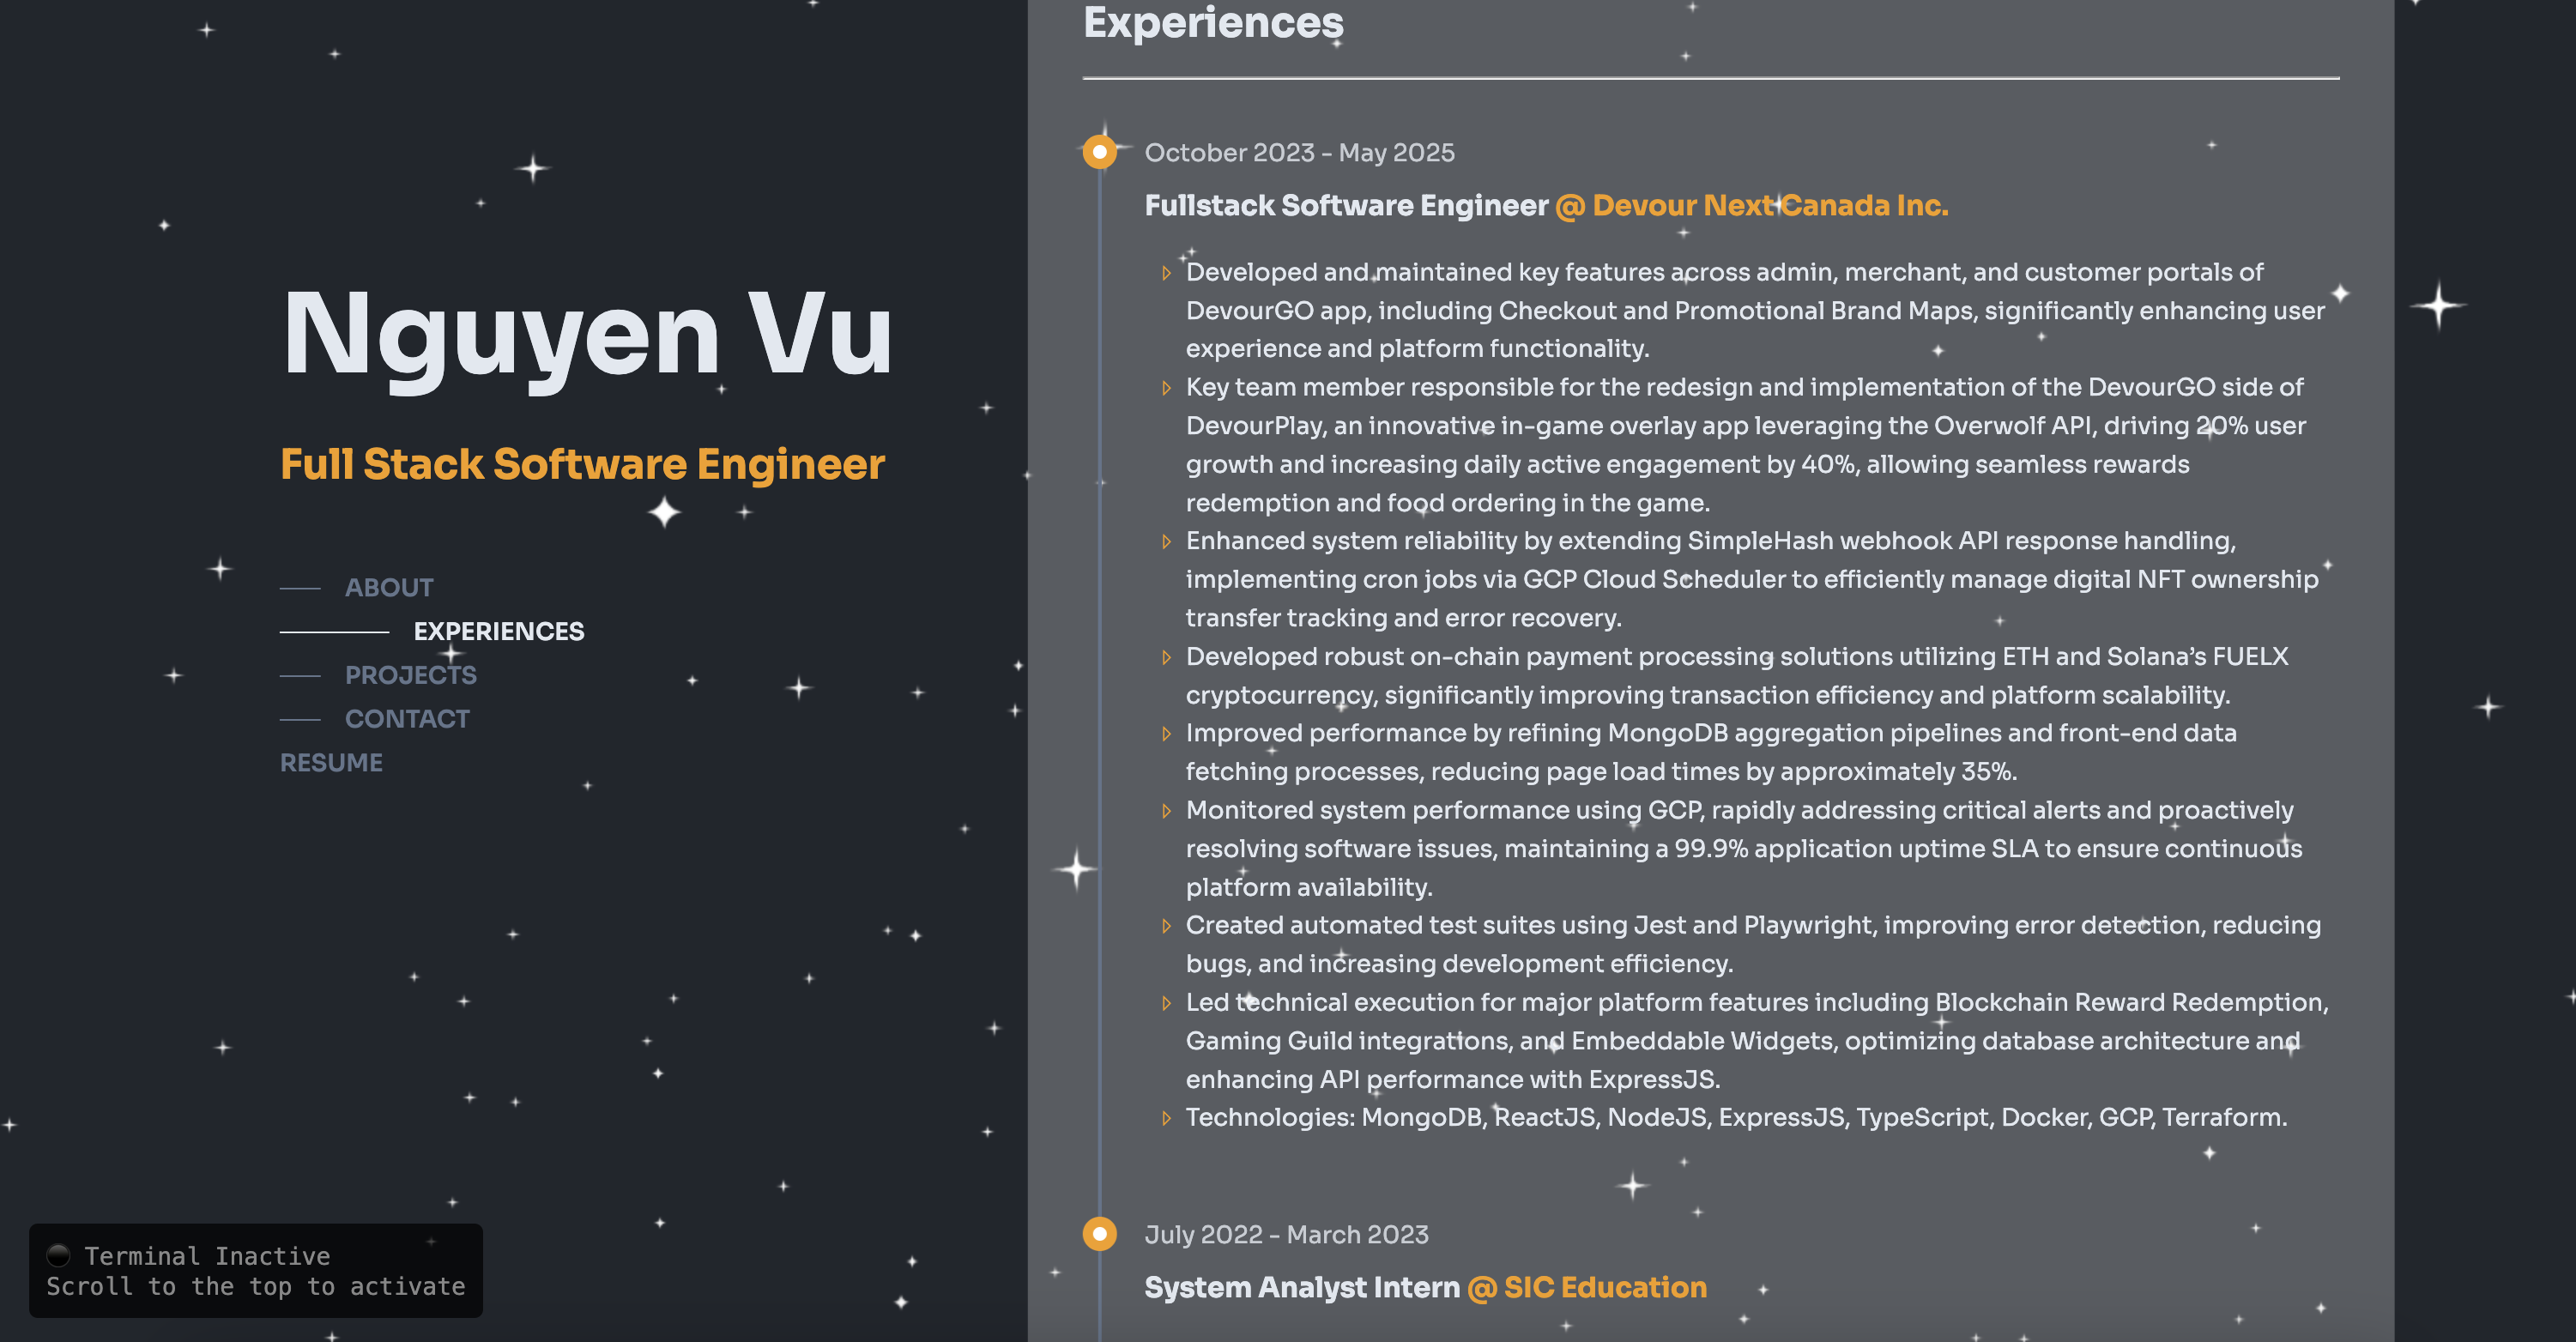 Nguyen Vu
Full Stack Software Engineer
ABOUT
EXPERIENCES
PROJECTS
CONTACT
RESUME
Terminal Inactive
Scroll to the top to activate
Experiences
October 2023 - May 2025
Fullstack Software Engineer @ Devour Next Canada Inc.
Developed and maintained key features across admin, merchant, and customer portals of
DevourGO app, including Checkout and Promotional Brand Maps, significantly enhancing user
experience and platform functionality.
Key team member responsible for the redesign and implementation of the DevourGO side of
DevourPlay, an innovative in-game overlay app leveraging the Overwolf API, driving 20% user
growth and increasing daily active engagement by 40%, allowing seamless rewards
redemption and food ordering in the game.
Enhanced system reliability by extending SimpleHash webhook API response handling,
implementing cron jobs via GCP Cloud Scheduler to efficiently manage digital NFT ownership
transfer tracking and error recovery.
Developed robust on-chain payment processing solutions utilizing ETH and Solana’s FUELX
cryptocurrency, significantly improving transaction efficiency and platform scalability.
Improved performance by refining MongoDB aggregation pipelines and front-end data
fetching processes, reducing page load times by approximately 35%.
Monitored system performance using GCP, rapidly addressing critical alerts and proactively
resolving software issues, maintaining a 99.9% application uptime SLA to ensure continuous
platform availability.
Created automated test suites using Jest and Playwright, improving error detection, reducing
bugs, and increasing development efficiency.
Led technical execution for major platform features including Blockchain Reward Redemption,
Gaming Guild integrations, and Embeddable Widgets, optimizing database architecture and
enhancing API performance with ExpressJS.
Technologies: MongoDB, ReactJS, NodeJS, ExpressJS, TypeScript, Docker, GCP, Terraform.
July 2022 - March 2023
System Analyst Intern @ SIC Education